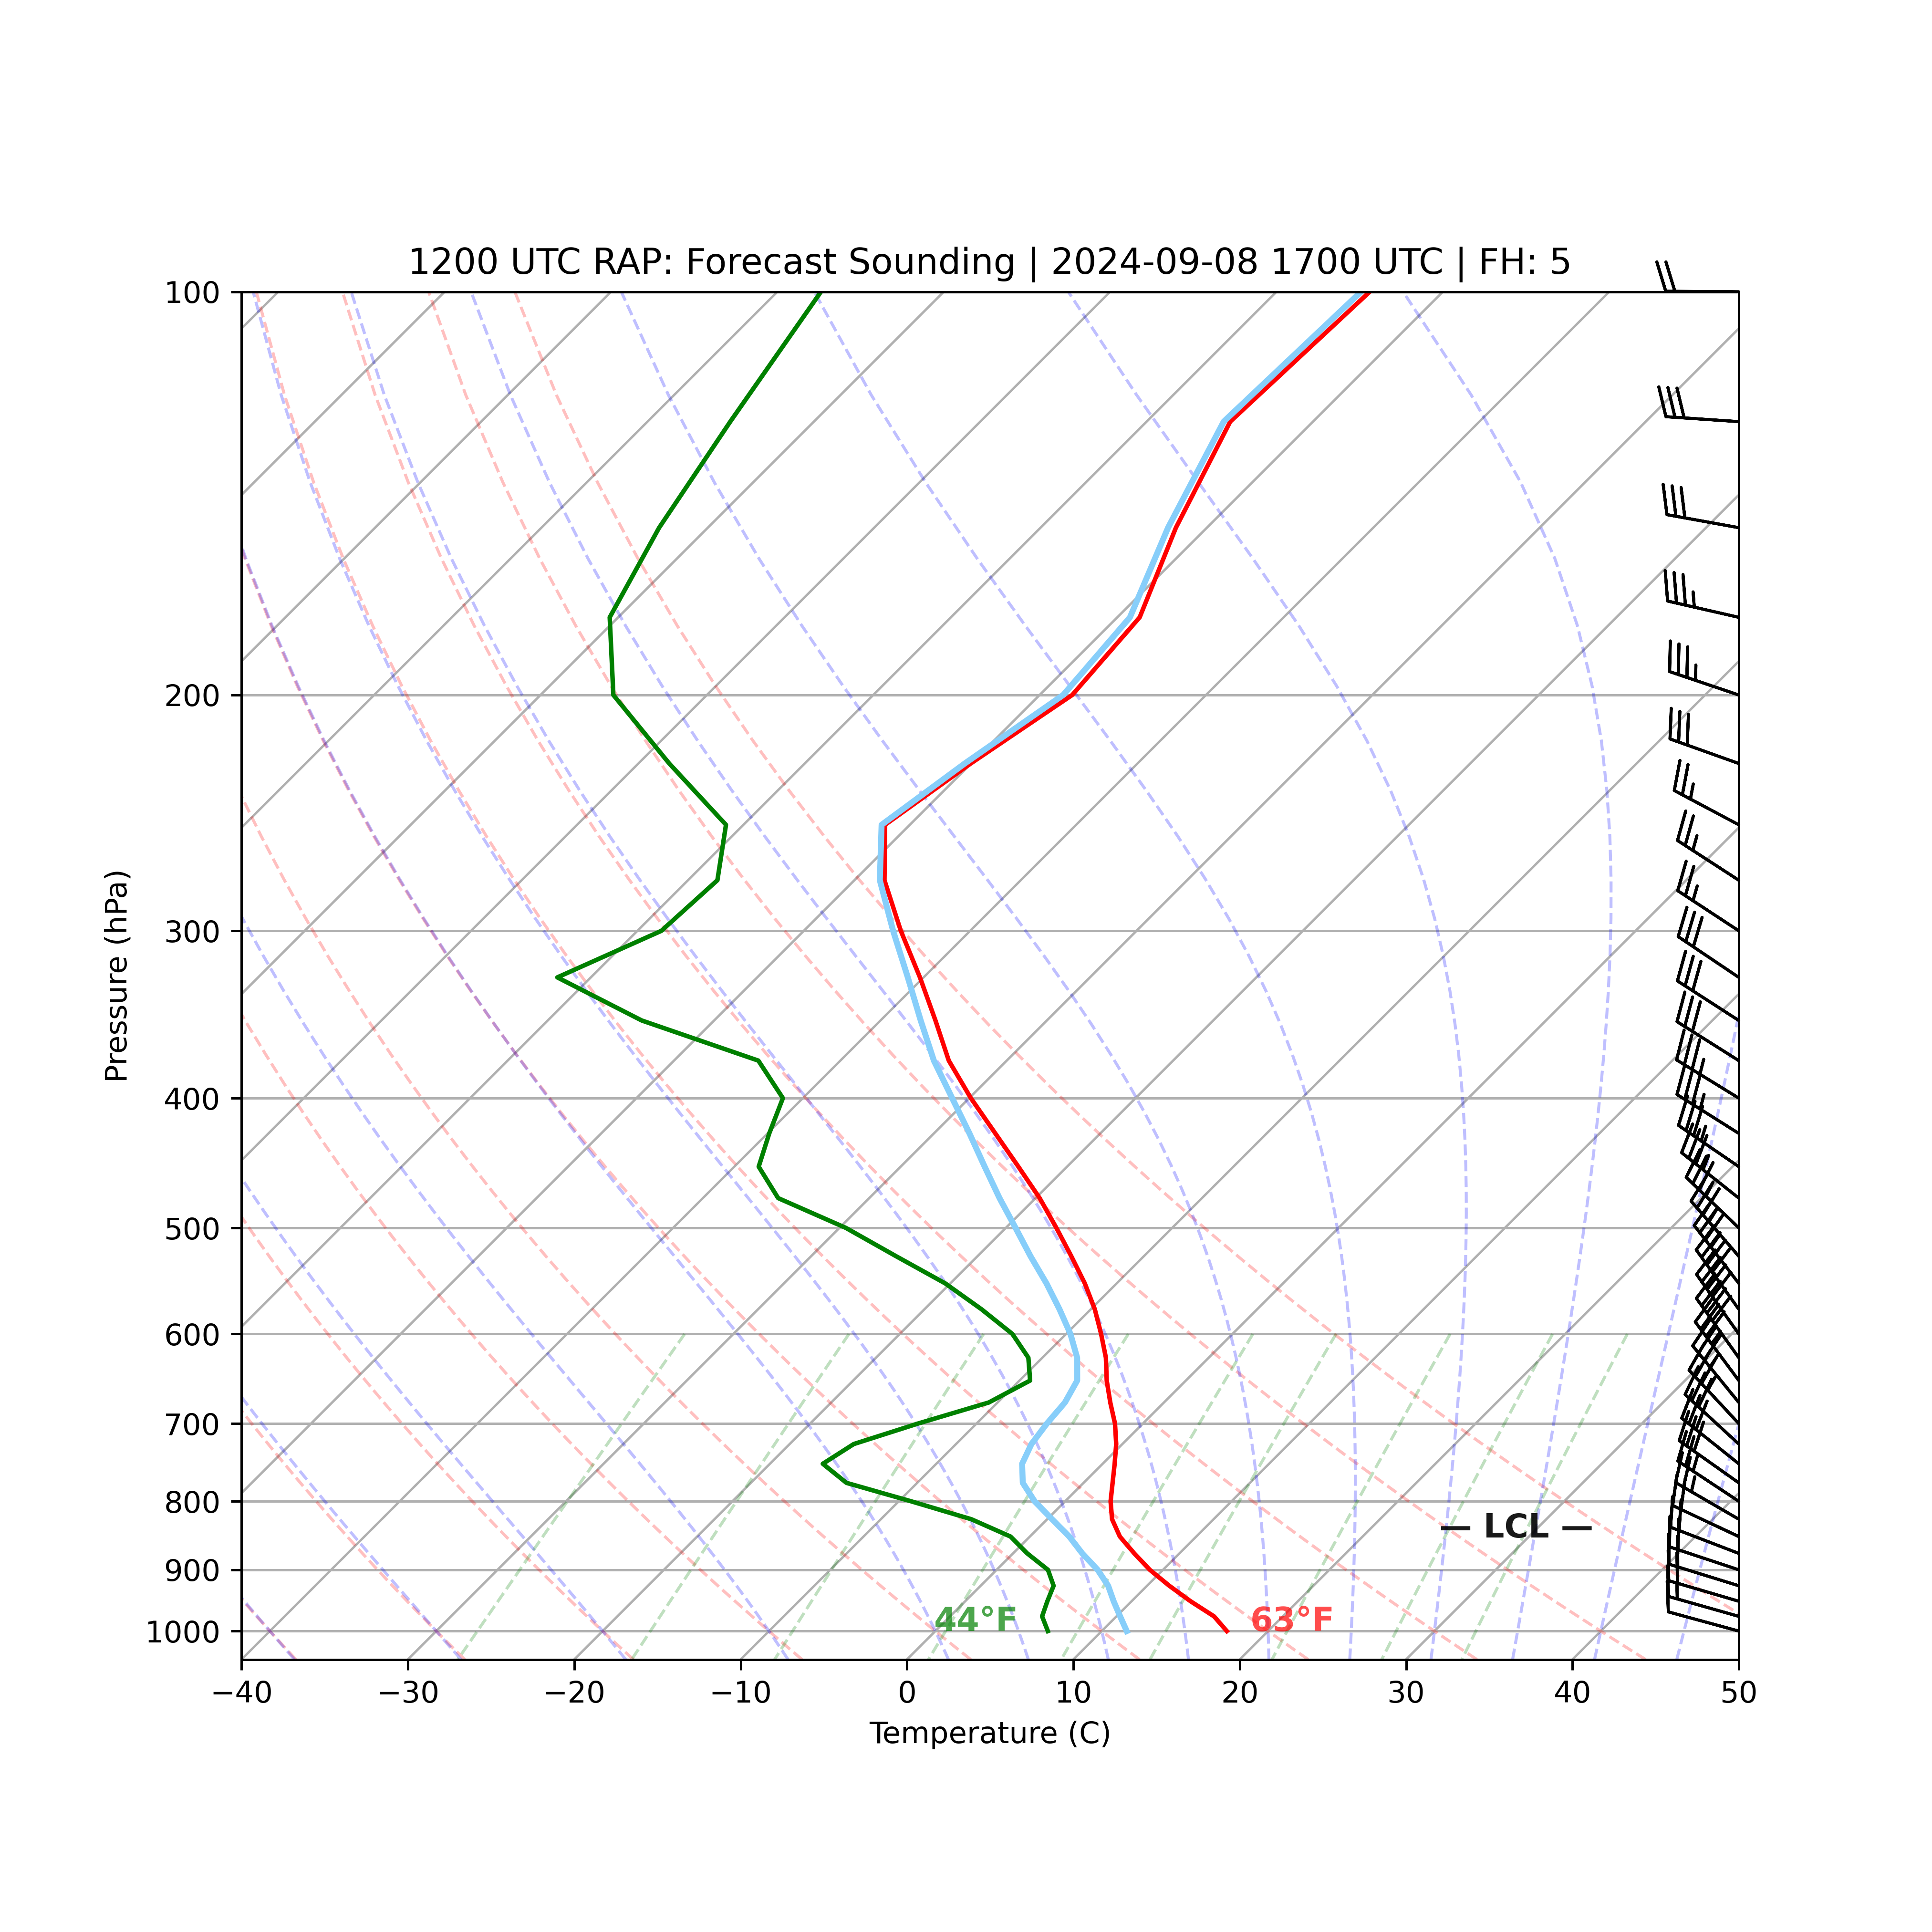 1200 UTC RAP: Forecast Sounding | 2024-09-08 1700 UTC | FH: 5
100
200
300
Pressure (hPa)
400
500
600
700
800
— LCL —
900
44°F 63°F
1000
−40 −30 −20 −10 0 10 20 30 40 50
Temperature (C)